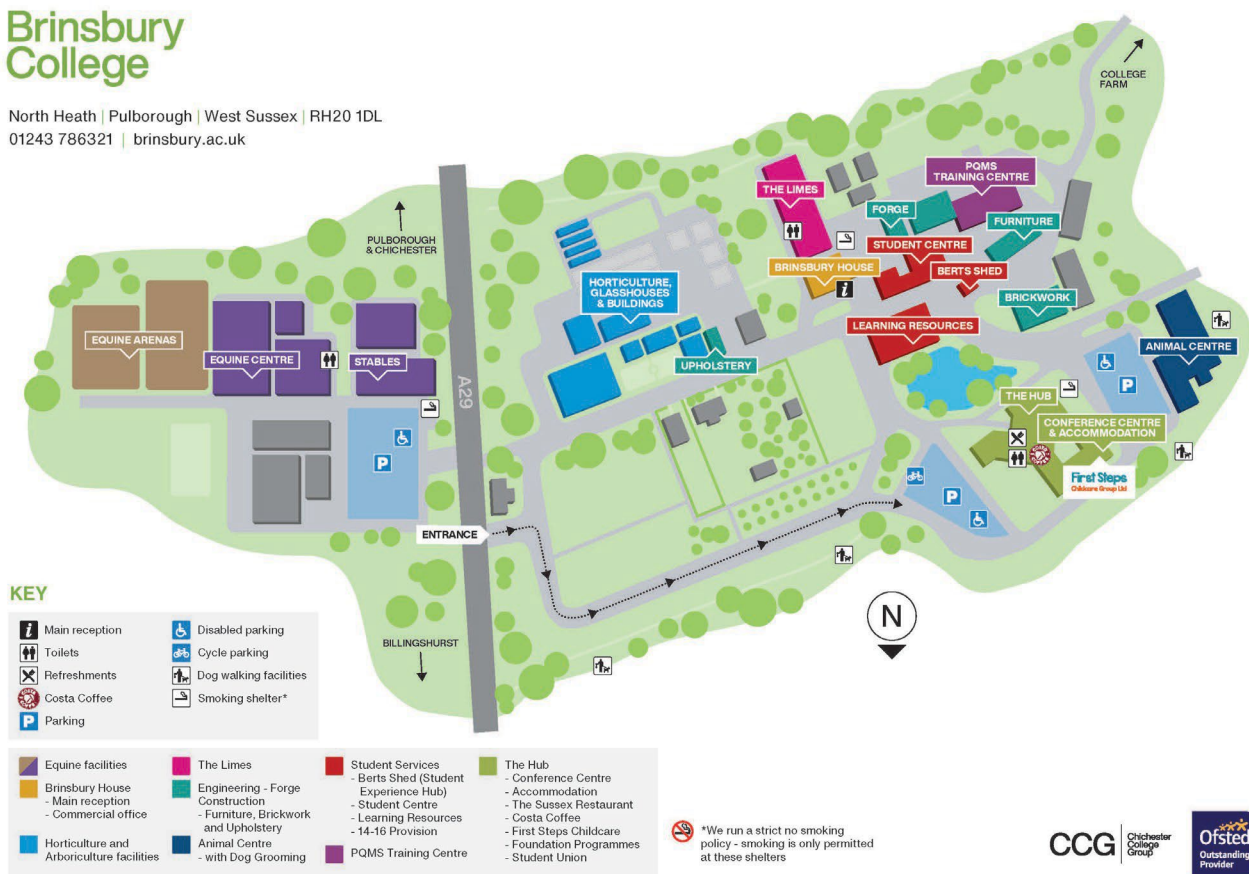 Brinsbury
College
North Heath | Pulborough | West Sussex | RH20 1DL
01243 786321 | brinsbury.ac.uk
COLLEGE
FARM
PULBOROUGH
& CHICHESTER
THE LIMES
PQMS
TRAINING CENTRE
FORGE
FURNITURE
STUDENT CENTRE
BRINSBURY HOUSE
i
BERTS SHED
HORTICULTURE,
GLASSHOUSES
& BUILDINGS
BRICKWORK
LEARNING RESOURCES
EQUINE ARENAS
EQUINE CENTRE
STABLES
A29
UPHOLSTERY
ANIMAL CENTRE
P
THE HUB
CONFERENCE CENTRE
& ACCOMMODATION
COSTA
COFFEE
First Steps
Childcare Group Ltd
P
P
ENTRANCE
BILLINGSHURST
N
KEY
i Main reception
Toilets
Refreshments
Costa Coffee
P Parking
Disabled parking
Cycle parking
Dog walking facilities
Smoking shelter*
Equine facilities
Brinsbury House
- Main reception
- Commercial office
Horticulture and
Arboriculture facilities
The Limes
Engineering - Forge
Construction
- Furniture, Brickwork
and Upholstery
Animal Centre
- with Dog Grooming
Student Services
- Berts Shed (Student
Experience Hub)
- Student Centre
- Learning Resources
- 14-16 Provision
PQMS Training Centre
The Hub
- Conference Centre
- Accommodation
- The Sussex Restaurant
- Costa Coffee
- First Steps Childcare
- Foundation Programmes
- Student Union
*We run a strict no smoking
policy - smoking is only permitted
at these shelters
CCG
Chichester
College
Group
Ofsted
Outstanding
Provider